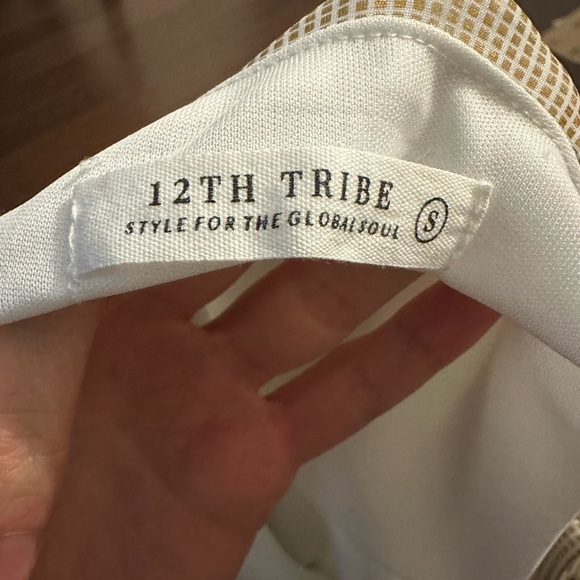 12TH TRIBE
STYLE FOR THE GLOBAL SOUL
S